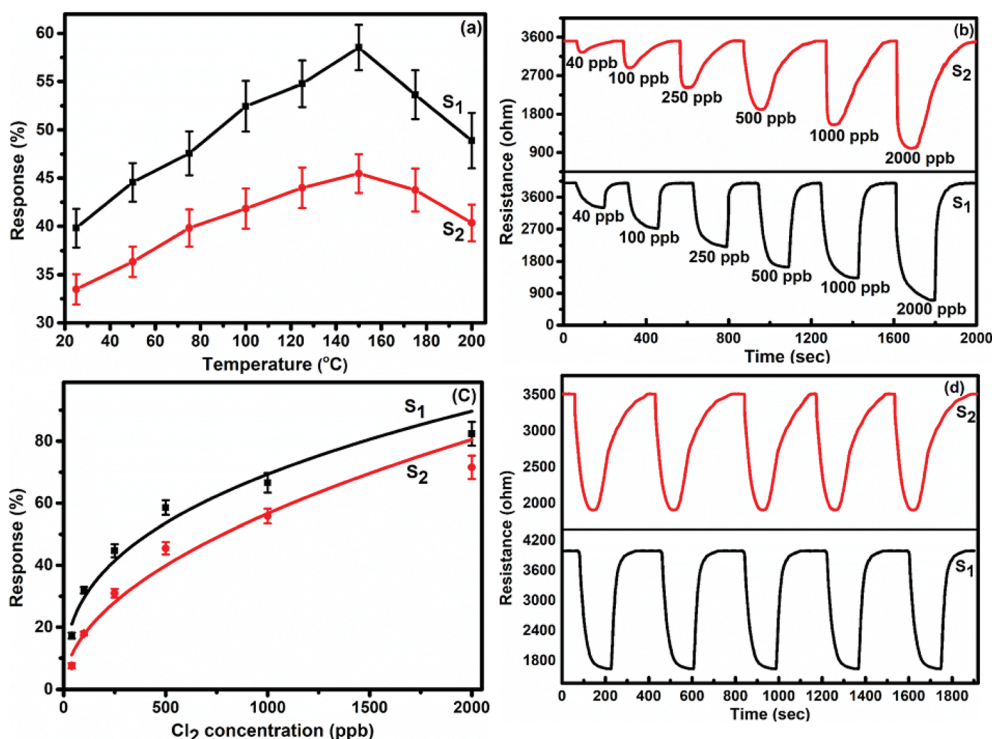 (a)
60
55
50
45
40
35
30
Response (%)
S1
S2
20 40 60 80 100 120 140 160 180 200
Temperature (°C)
(b)
3600
2700
1800
900
S2
40 ppb
100 ppb
250 ppb
500 ppb
1000 ppb
2000 ppb
3600
2700
1800
900
0
Resistance (ohm)
S1
40 ppb
100 ppb
250 ppb
500 ppb
1000 ppb
2000 ppb
0 200 400 600 800 1000 1200 1400 1600 1800 2000
Time (sec)
(C)
80
60
40
20
0
Response (%)
S1
S2
0 500 1000 1500 2000
Cl2 concentration (ppb)
(d)
3500
3000
2500
2000
S2
4200
3600
3000
2400
1800
Resistance (ohm)
S1
0 200 400 600 800 1000 1200 1400 1600 1800
Time (sec)